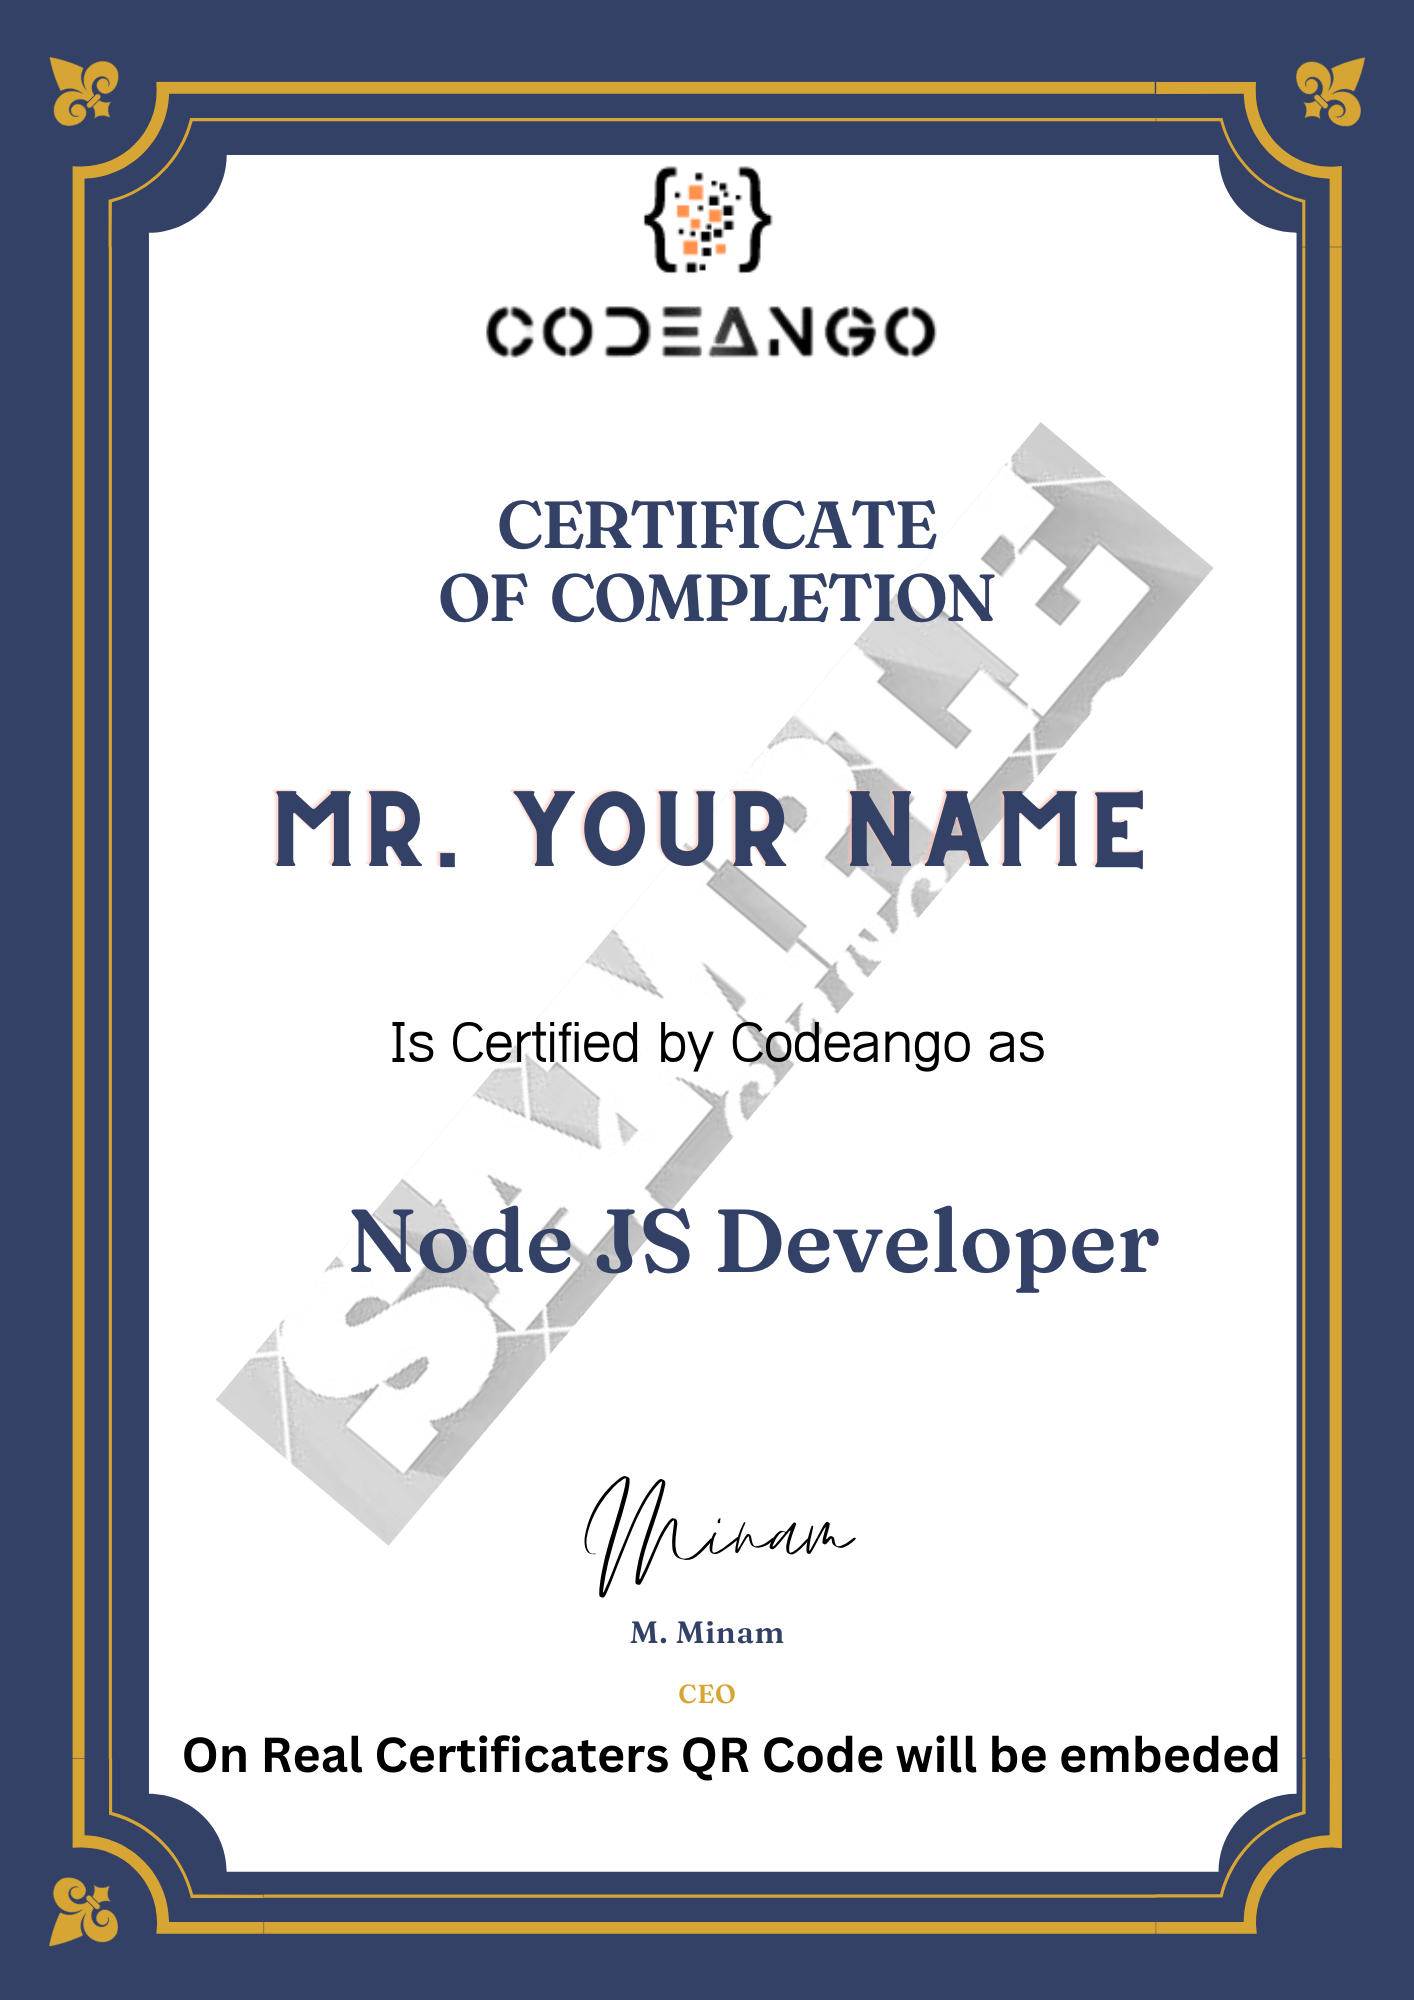 CODEANGO
CERTIFICATE
OF COMPLETION
MR. YOUR NAME
Is Certified by Codeango as
Node JS Developer
SAMPLE
Minam
M. Minam
CEO
On Real Certificaters QR Code will be embeded